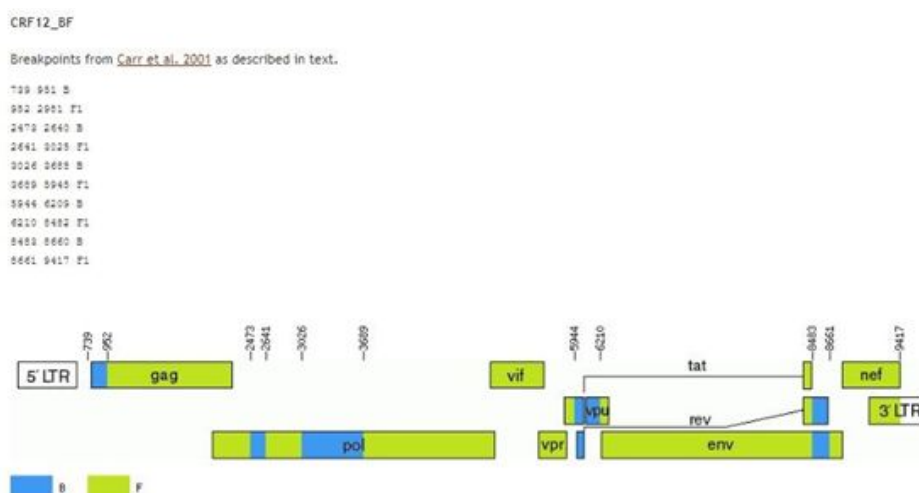 CRF12_BF
Breakpoints from Carr et al. 2001 as described in text.
739 951 B
952 F1
2473 2640 B
2641 3025 F1
3026 3688 B
3689 F1
5944 6209 B
6210 8482 F1
8483 8660 B
8661 9417 F1
739 952 2473 2641 3026 3689 5944 6210 8483 8661 9417
5' LTR gag vif tat nef
vpu rev 3' LTR
pol vpr env
B F